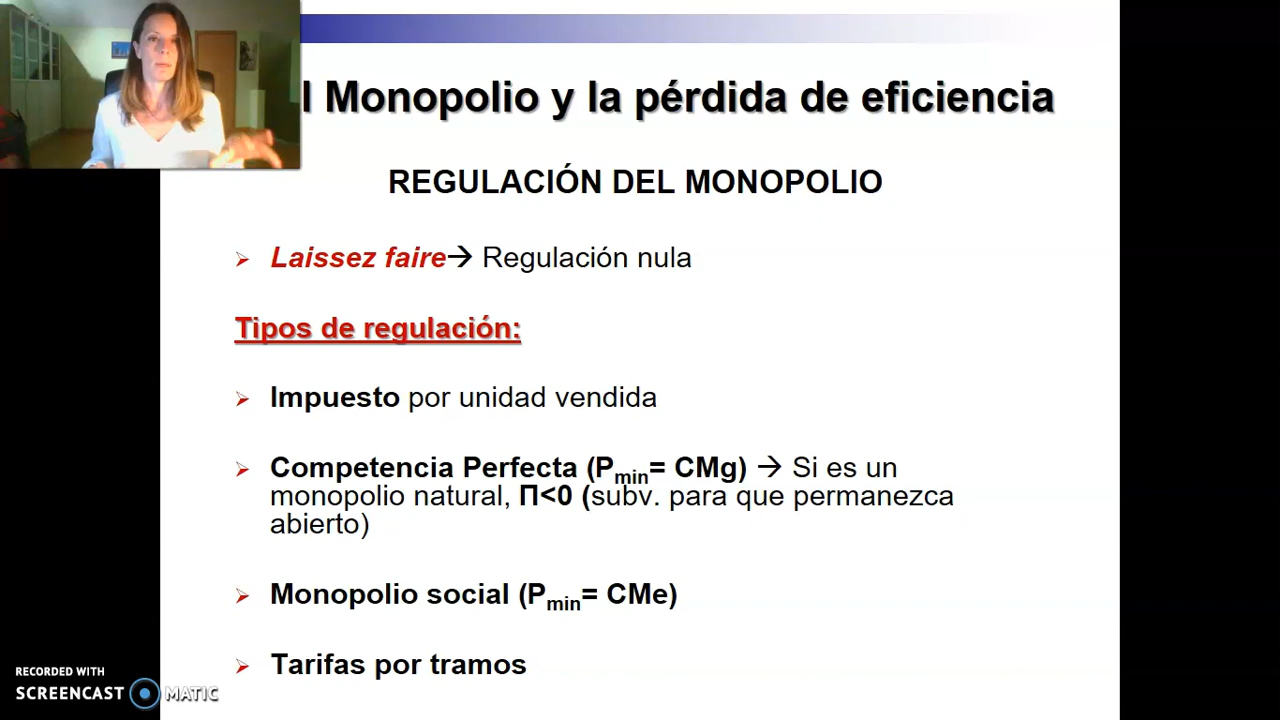 l Monopolio y la pérdida de eficiencia
REGULACIÓN DEL MONOPOLIO
Laissez faire→ Regulación nula
Tipos de regulación:
Impuesto por unidad vendida
Competencia Perfecta (Pmin= CMg) → Si es un
monopolio natural, Π<0 (subv. para que permanezca
abierto)
Monopolio social (Pmin= CMe)
Tarifas por tramos
RECORDED WITH
SCREENCAST MATIC